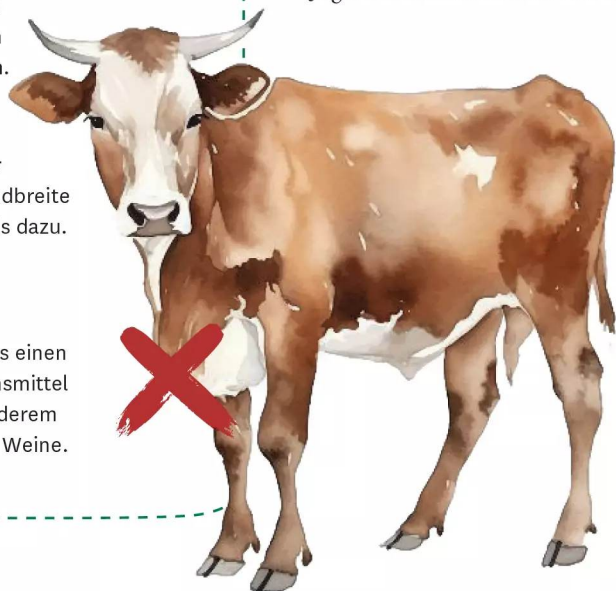 dbreite
s dazu.
s einen
smittel
derem
Weine.